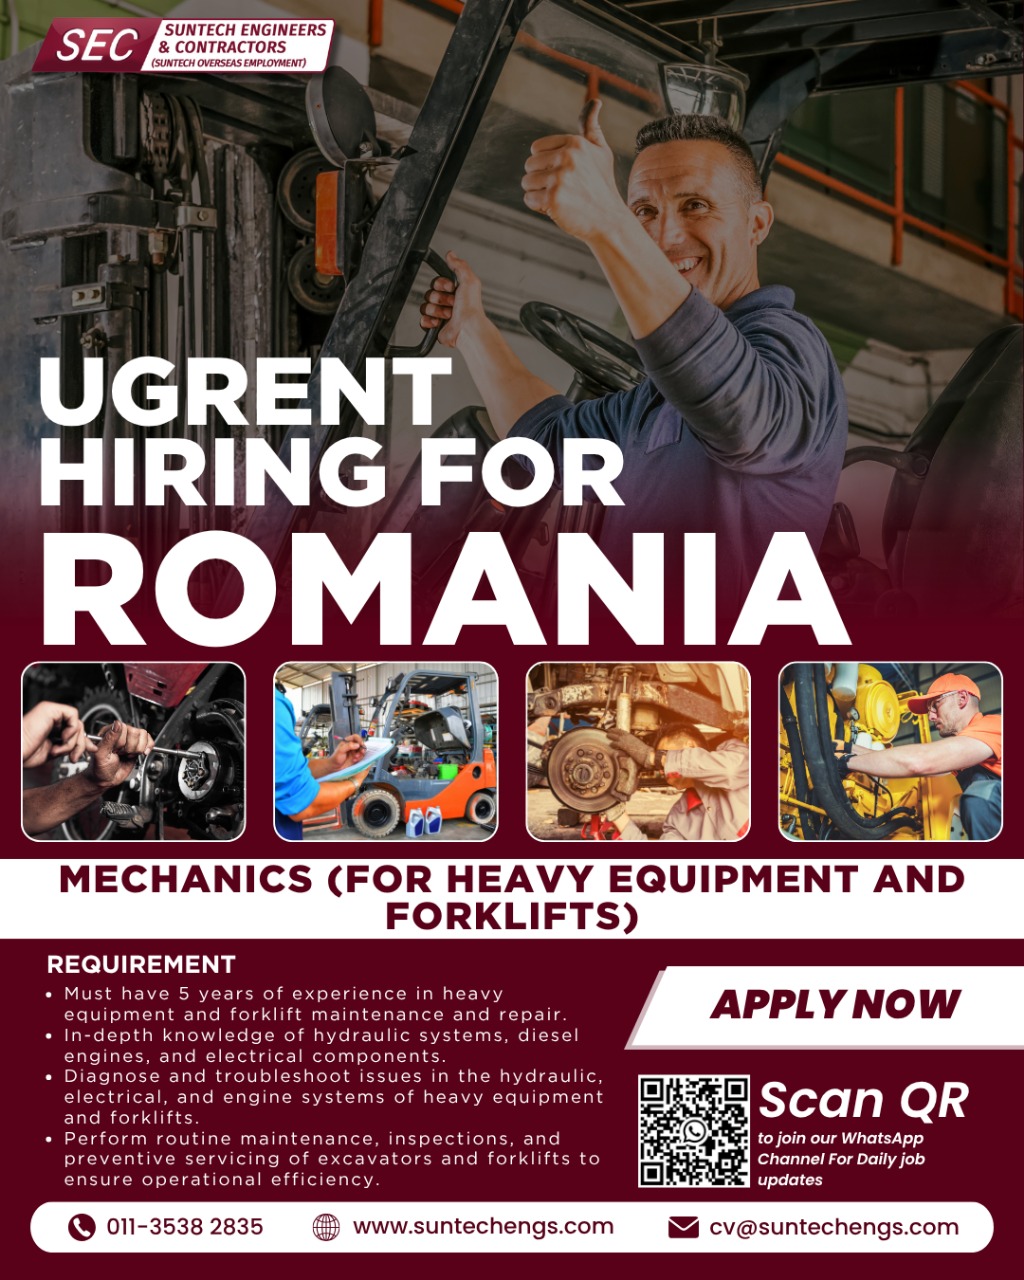 SEC
SUNTECH ENGINEERS
& CONTRACTORS
(SUNTECH OVERSEAS EMPLOYMENT)
UGRENT
HIRING FOR
ROMANIA
MECHANICS (FOR HEAVY EQUIPMENT AND
FORKLIFTS)
REQUIREMENT
• Must have 5 years of experience in heavy
equipment and forklift maintenance and repair.
• In-depth knowledge of hydraulic systems, diesel
engines, and electrical components.
• Diagnose and troubleshoot issues in the hydraulic,
electrical, and engine systems of heavy equipment
and forklifts.
• Perform routine maintenance, inspections, and
preventive servicing of excavators and forklifts to
ensure operational efficiency.
APPLY NOW
Scan QR
to join our WhatsApp
Channel For Daily job
updates
011-3538 2835
www.suntechengs.com
cv@suntechengs.com